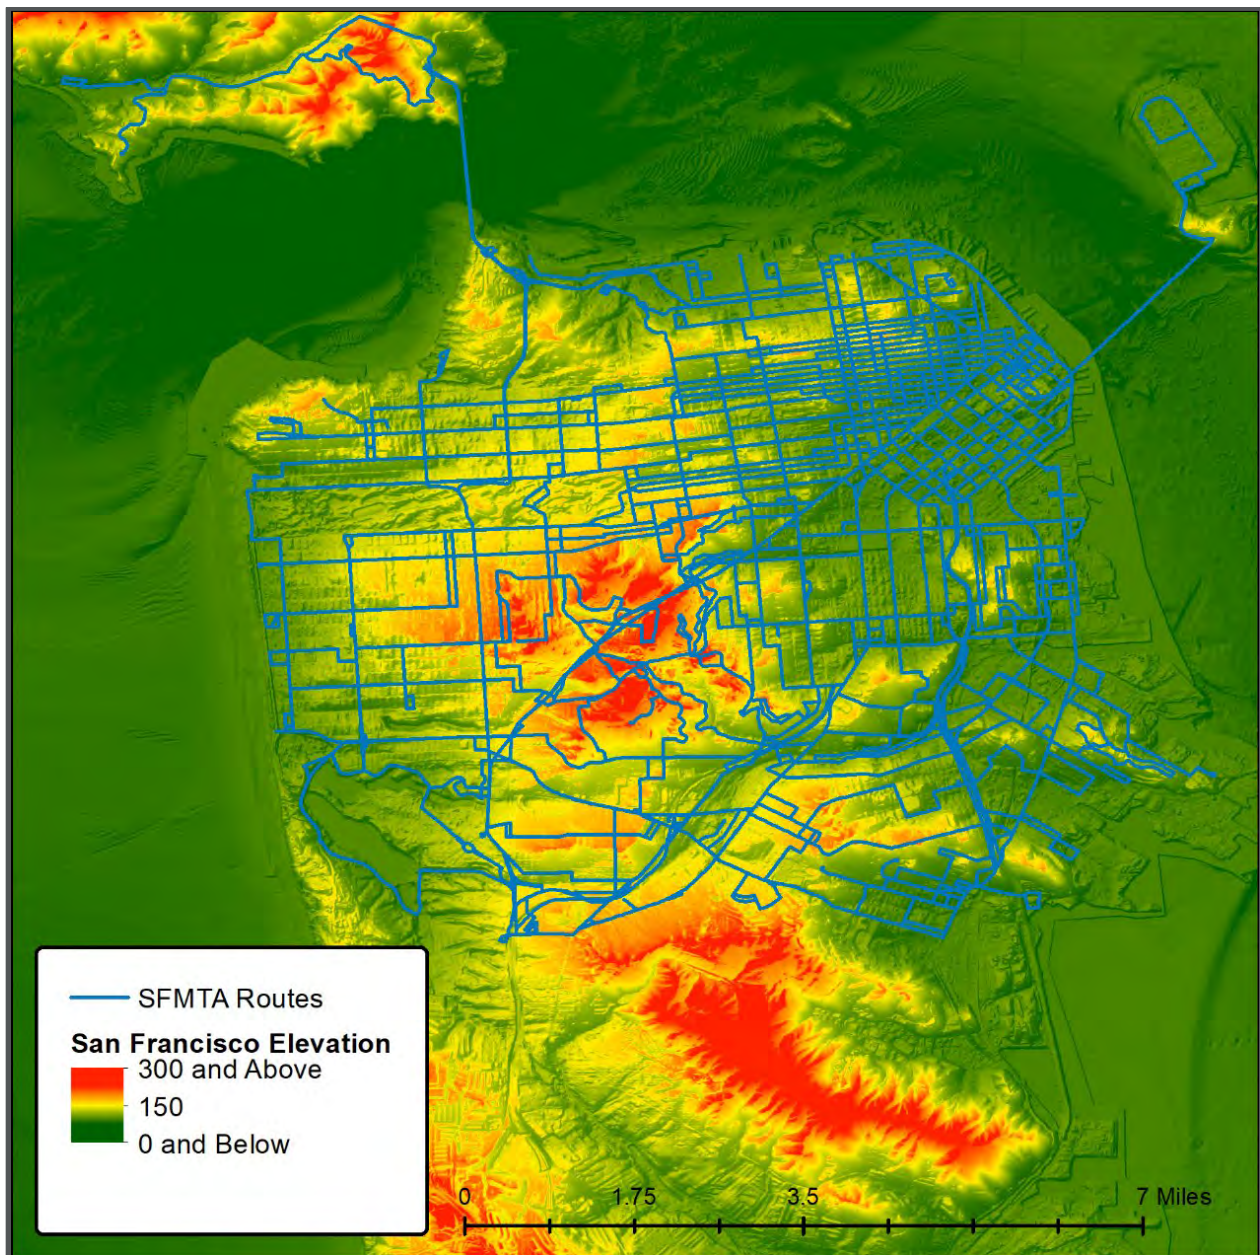 SFMTA Routes
San Francisco Elevation
300 and Above
150
0 and Below
0 1.75 3.5 7 Miles